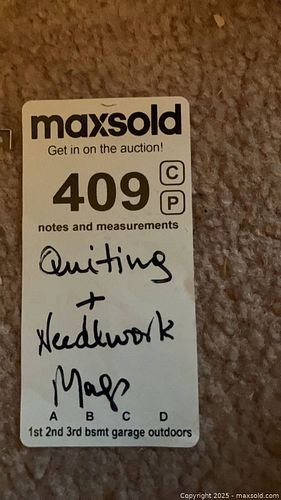 maxsold
Get in on the auction!
409 C
P
notes and measurements
Quiting
+
Needlework
Mags
A B C D
1st 2nd 3rd bsmt garage outdoors
Copyright © 2025 - maxsold.com